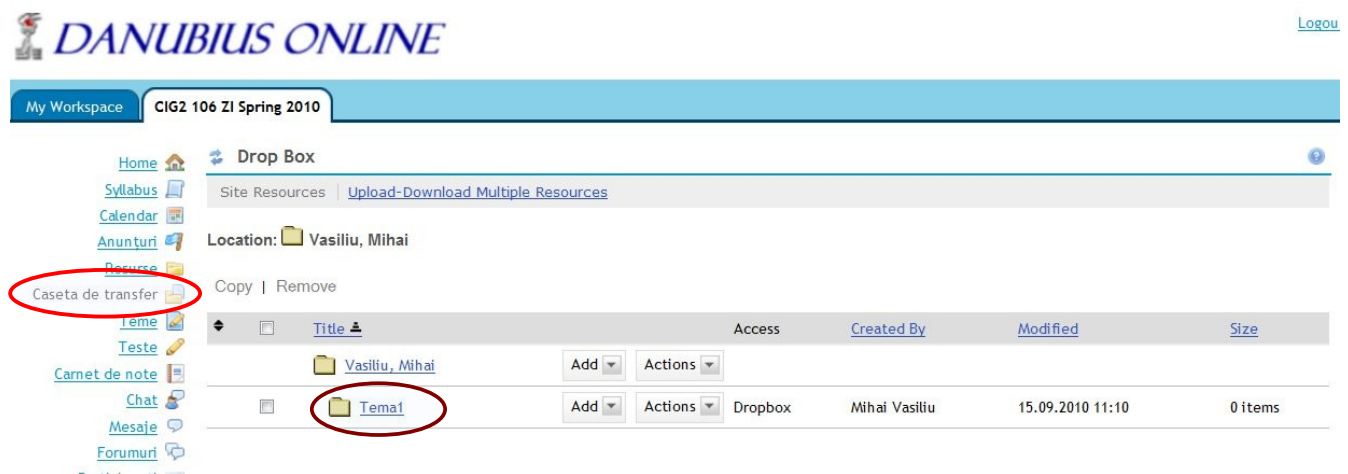 DANUBIUS ONLINE
Logou
My Workspace CIG2 106 ZI Spring 2010
Home
Syllabus
Calendar
Anunțuri
Resurse
Caseta de transfer
Teme
Teste
Carnet de note
Chat
Mesaje
Forumuri
Drop Box
Site Resources | Upload-Download Multiple Resources
Location: Vasiliu, Mihai
Copy | Remove
Title Access Created By Modified Size
Vasiliu, Mihai Add Actions
Tema1 Add Actions Dropbox Mihai Vasiliu 15.09.2010 11:10 0 items